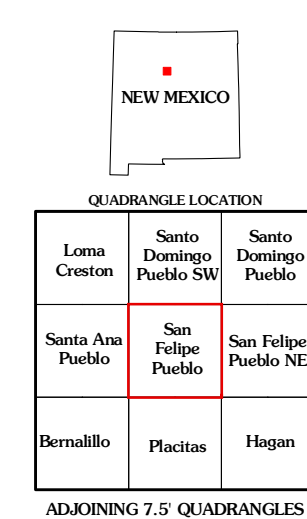 NEW MEXICO
QUADRANGLE LOCATION
Loma
Creston
Santo
Domingo
Pueblo SW
Santo
Domingo
Pueblo
Santa Ana
Pueblo
San
Felipe
Pueblo
San Felipe
Pueblo NE
Bernalillo
Placitas
Hagan
ADJOINING 7.5' QUADRANGLES